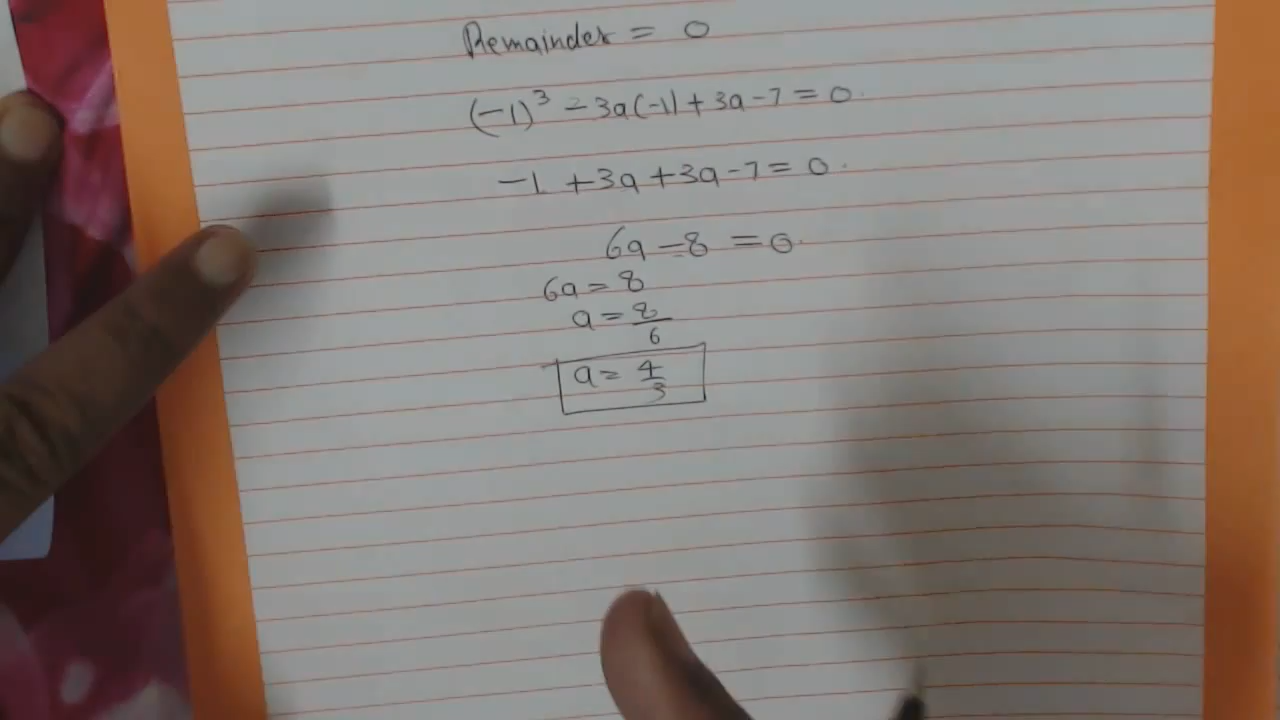 Remainder = 0
(-1)³ - 3a(-1) + 3a - 7 = 0.
-1 + 3a + 3a - 7 = 0.
6a - 8 = 0.
6a = 8
a = 8/6
a = 4/3